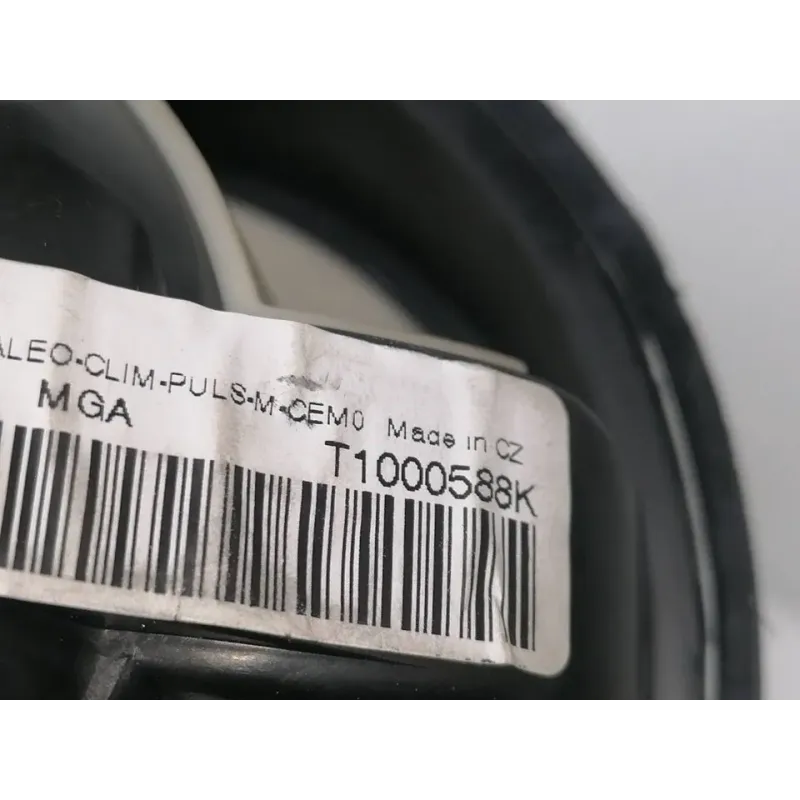 ALEO-CLIM-PULS-M-CEM0 Made in CZ
MGA
T1000588K